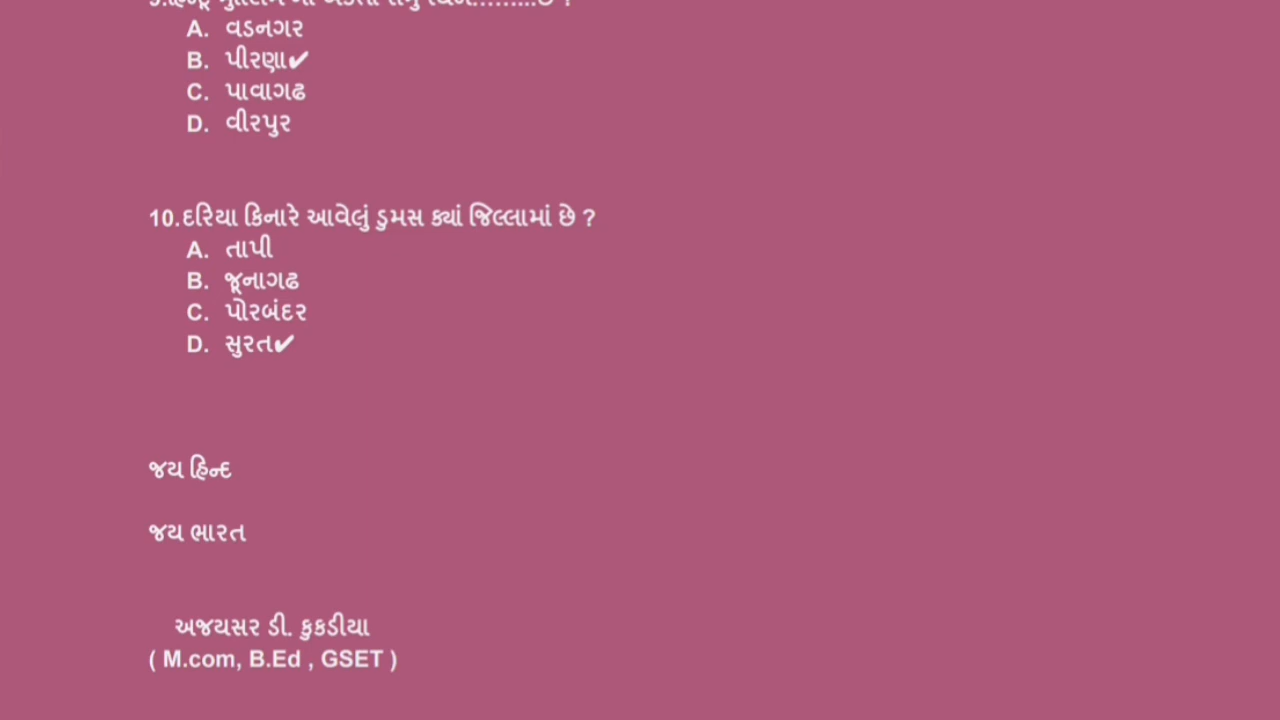 A. વડનગર
B. પીરણા✔
C. પાવાગઢ
D. વીરપુર
10.દરિયા કિનારે આવેલું ડુમસ ક્યાં જિલ્લામાં છે ?
A. તાપી
B. જૂનાગઢ
C. પોરબંદર
D. સુરત✔
જય હિન્દ
જય ભારત
અજયસર ડી. કુકડીયા
( M.com, B.Ed , GSET )